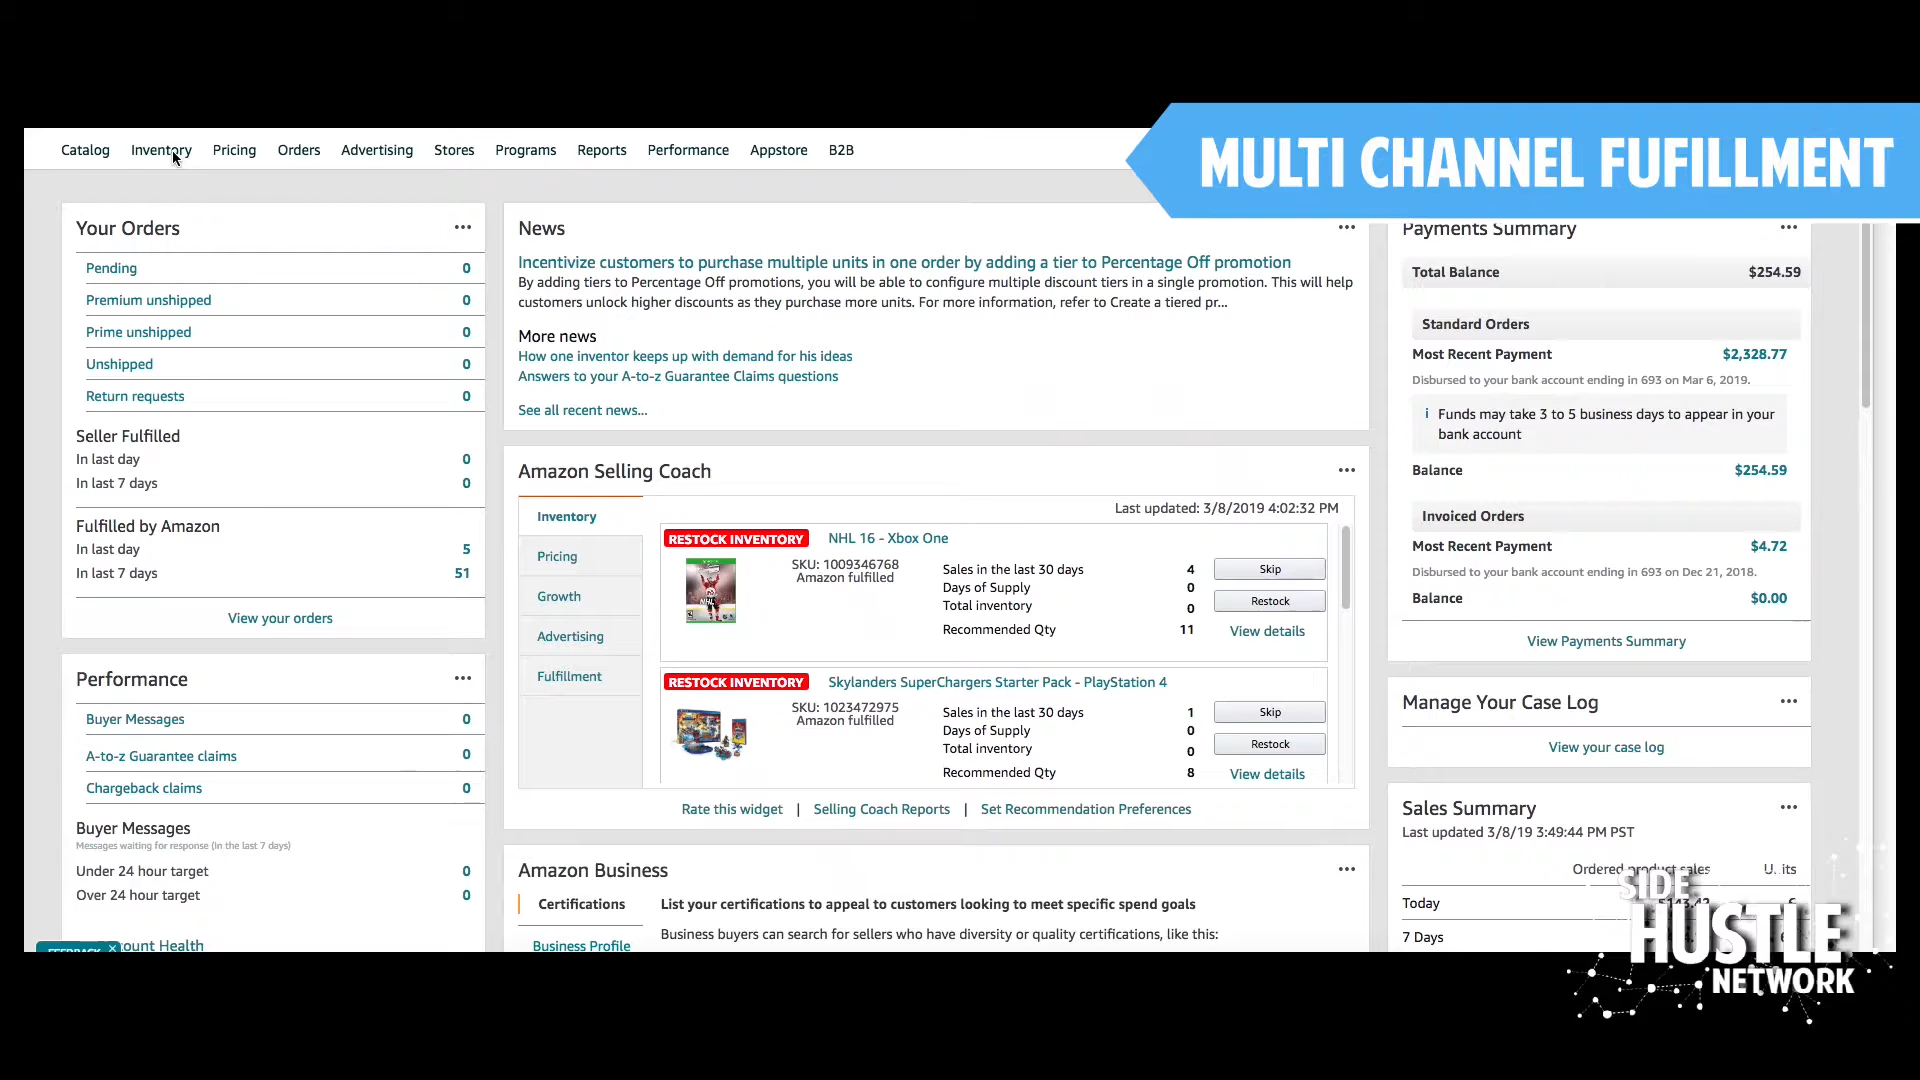 MULTI CHANNEL FUFILLMENT
Catalog Inventory Pricing Orders Advertising Stores Programs Reports Performance Appstore B2B
Your Orders
Pending 0
Premium unshipped 0
Prime unshipped 0
Unshipped 0
Return requests 0
Seller Fulfilled
In last day 0
In last 7 days 0
Fulfilled by Amazon
In last day 5
In last 7 days 51
View your orders
Performance
Buyer Messages 0
A-to-z Guarantee claims 0
Chargeback claims 0
Buyer Messages
Messages waiting for response (In the last 7 days)
Under 24 hour target 0
Over 24 hour target 0
Health
FEEDBACK
News
Incentivize customers to purchase multiple units in one order by adding a tier to Percentage Off promotion
By adding tiers to Percentage Off promotions, you will be able to configure multiple discount tiers in a single promotion. This will help
customers unlock higher discounts as they purchase more units. For more information, refer to Create a tiered pr...
More news
How one inventor keeps up with demand for his ideas
Answers to your A-to-z Guarantee Claims questions
See all recent news...
Amazon Selling Coach
Last updated: 3/8/2019 4:02:32 PM
Inventory
Pricing
Growth
Advertising
Fulfillment
RESTOCK INVENTORY NHL 16 - Xbox One
SKU: 1009346768
Amazon fulfilled
Sales in the last 30 days 4
Days of Supply 0
Total inventory 0
Recommended Qty 11
Skip
Restock
View details
RESTOCK INVENTORY Skylanders SuperChargers Starter Pack - PlayStation 4
SKU: 1023472975
Amazon fulfilled
Sales in the last 30 days 1
Days of Supply 0
Total inventory 0
Recommended Qty 8
Skip
Restock
View details
Rate this widget | Selling Coach Reports | Set Recommendation Preferences
Amazon Business
Certifications
Business Profile
List your certifications to appeal to customers looking to meet specific spend goals
Business buyers can search for sellers who have diversity or quality certifications, like this:
Payments Summary
Total Balance $254.59
Standard Orders
Most Recent Payment $2,328.77
Disbursed to your bank account ending in 693 on Mar 6, 2019.
i Funds may take 3 to 5 business days to appear in your
bank account
Balance $254.59
Invoiced Orders
Most Recent Payment $4.72
Disbursed to your bank account ending in 693 on Dec 21, 2018.
Balance $0.00
View Payments Summary
Manage Your Case Log
View your case log
Sales Summary
Last updated 3/8/19 3:49:44 PM PST
Ordered product sales Units
Today
7 Days
SIDE
HUSTLE
NETWORK